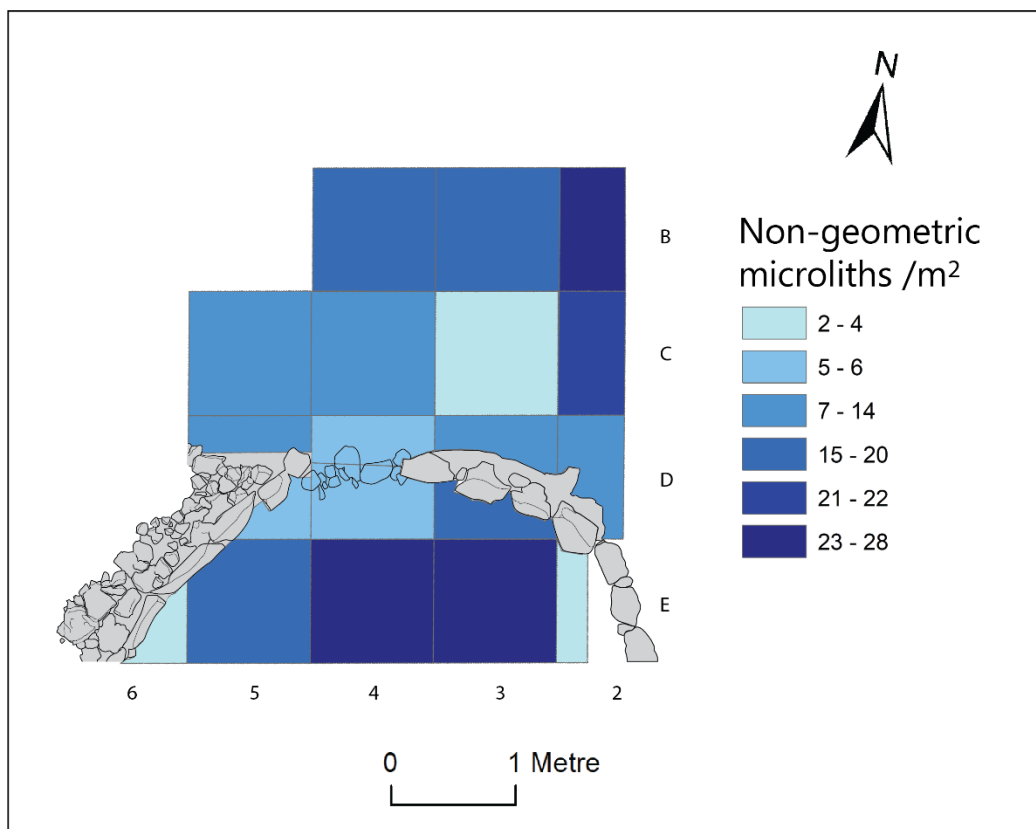 N
B
C
D
E
6 5 4 3 2
Non-geometric
microliths /m²
2 - 4
5 - 6
7 - 14
15 - 20
21 - 22
23 - 28
0 1 Metre